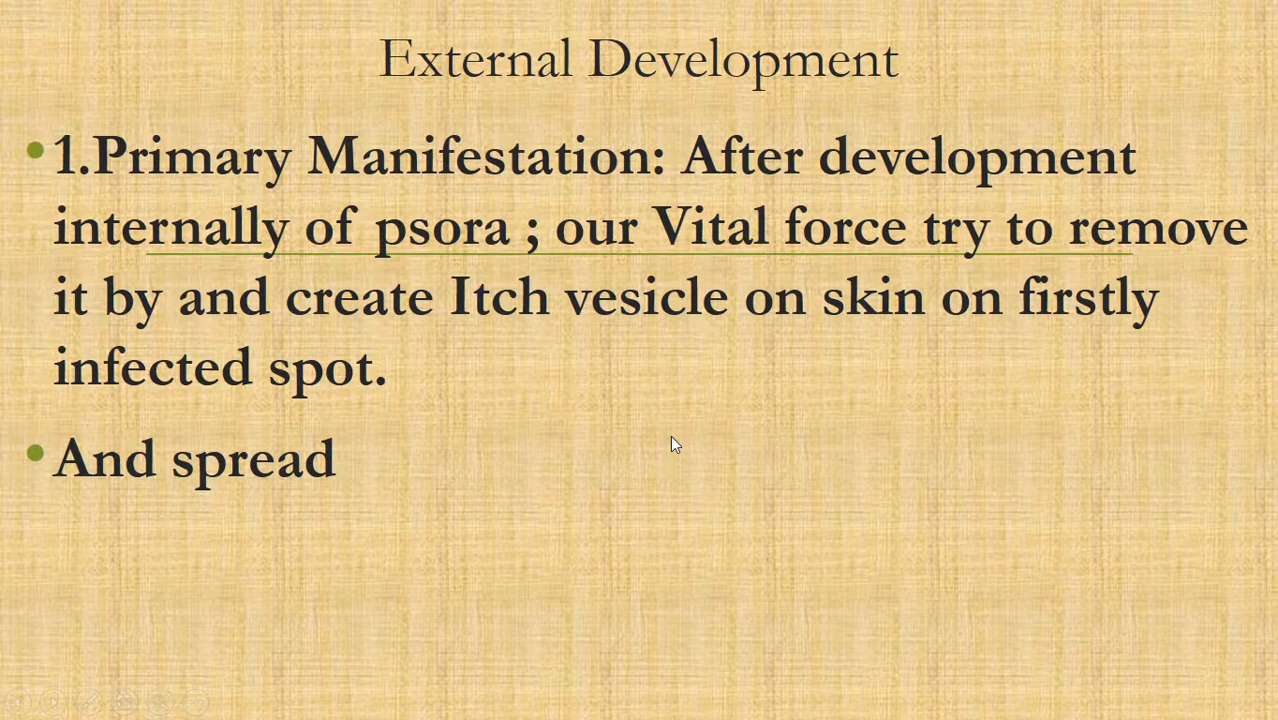 External Development
•1.Primary Manifestation: After development
internally of psora ; our Vital force try to remove
it by and create Itch vesicle on skin on firstly
infected spot.
•And spread